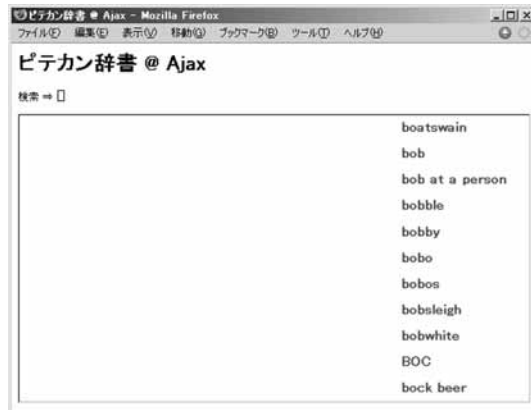 ピテカン辞書 @ Ajax - Mozilla Firefox
ファイル(F) 編集(E) 表示(V) 移動(G) ブックマーク(B) ツール(T) ヘルプ(H)
ピテカン辞書 @ Ajax
検索 ⇒
boatswain
bob
bob at a person
bobble
bobby
bobo
bobos
bobsleigh
bobwhite
BOC
bock beer